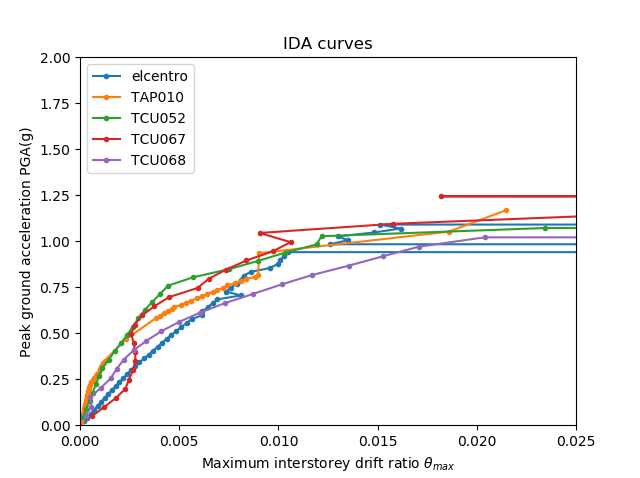 IDA curves
Peak ground acceleration PGA(g)
2.00
1.75
1.50
1.25
1.00
0.75
0.50
0.25
0.00
elcentro
TAP010
TCU052
TCU067
TCU068
0.000 0.005 0.010 0.015 0.020 0.025
Maximum interstorey drift ratio θmax